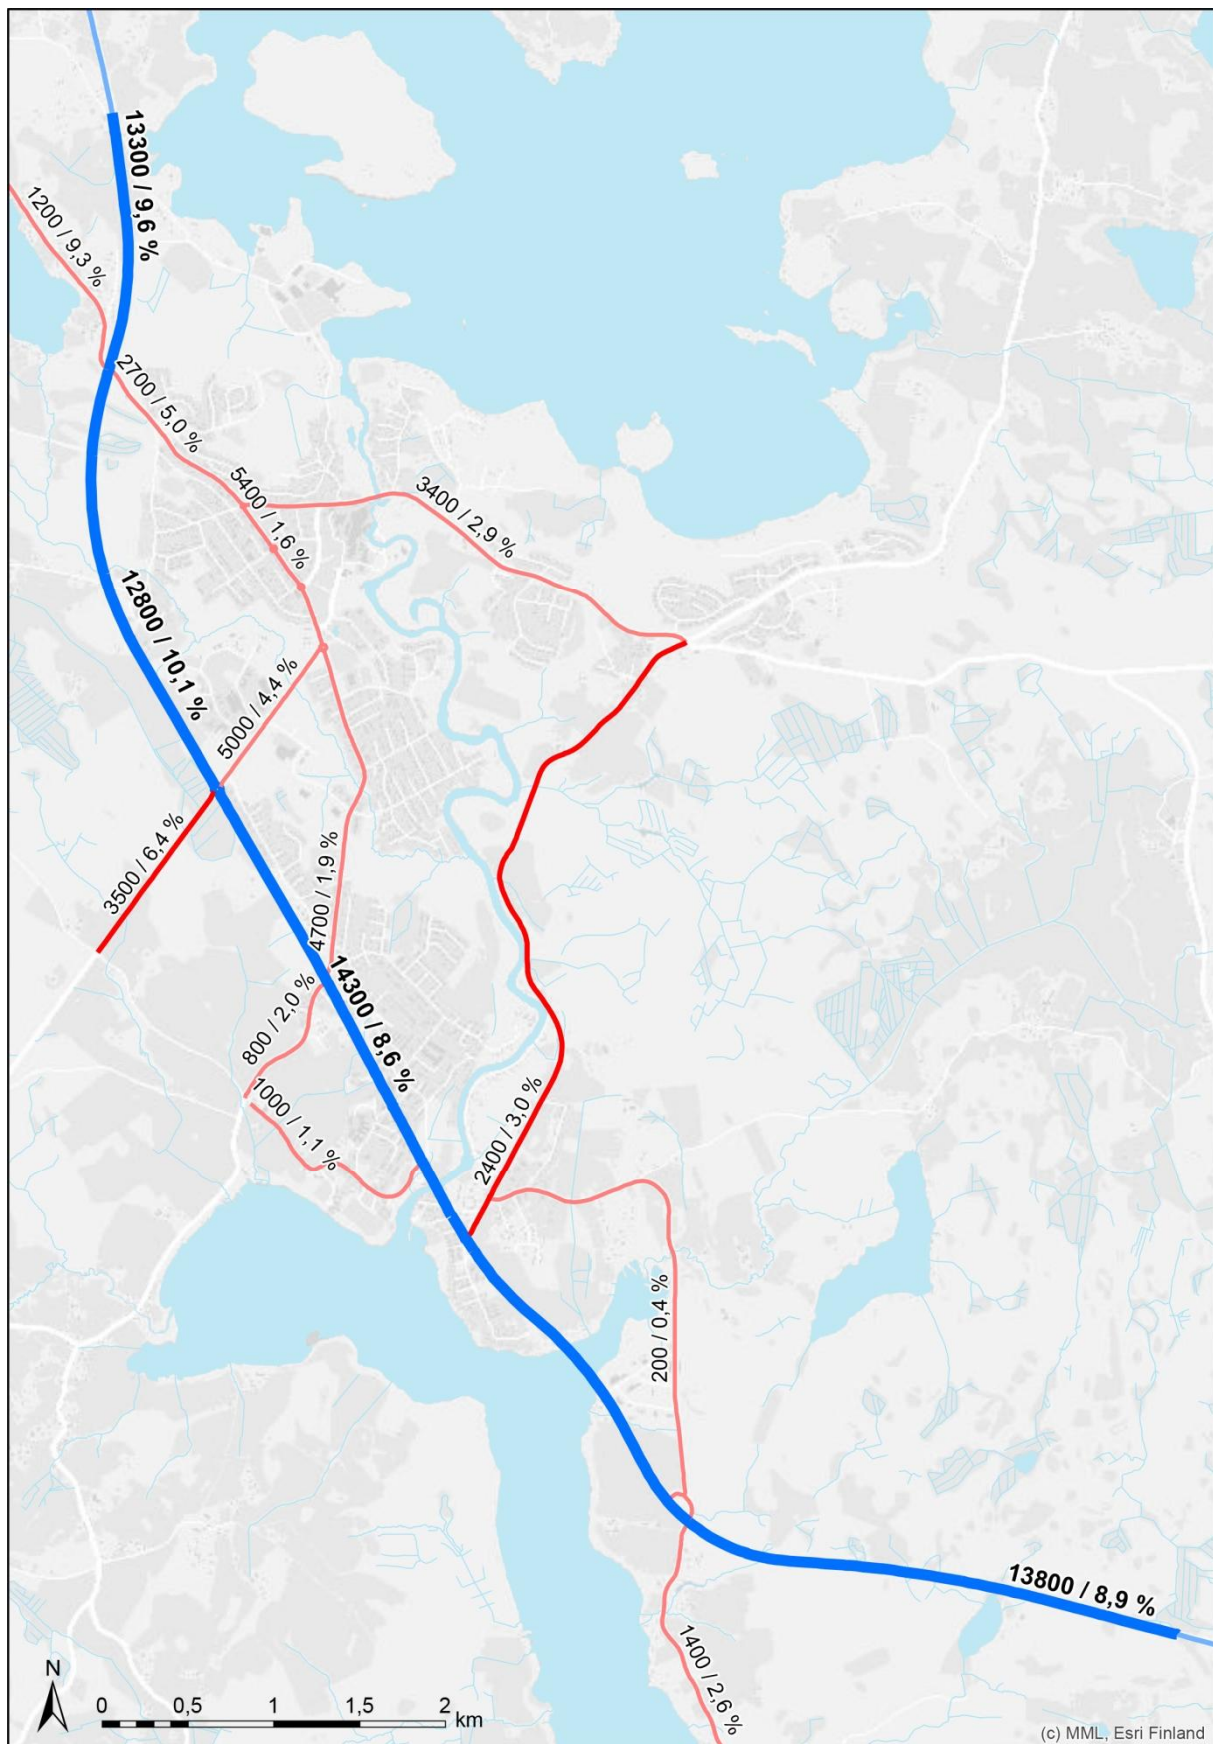 13300 / 9,6 %
1200 / 9,3 %
2700 / 5,0 %
5400 / 1,6 %
3400 / 2,9 %
12800 / 10,1 %
5000 / 4,4 %
3500 / 6,4 %
4700 / 1,9 %
14300 / 8,6 %
800 / 2,0 %
1000 / 1,1 %
2400 / 3,0 %
200 / 0,4 %
13800 / 8,9 %
1400 / 2,6 %
N
0 0,5 1 1,5 2 km
(c) MML, Esri Finland